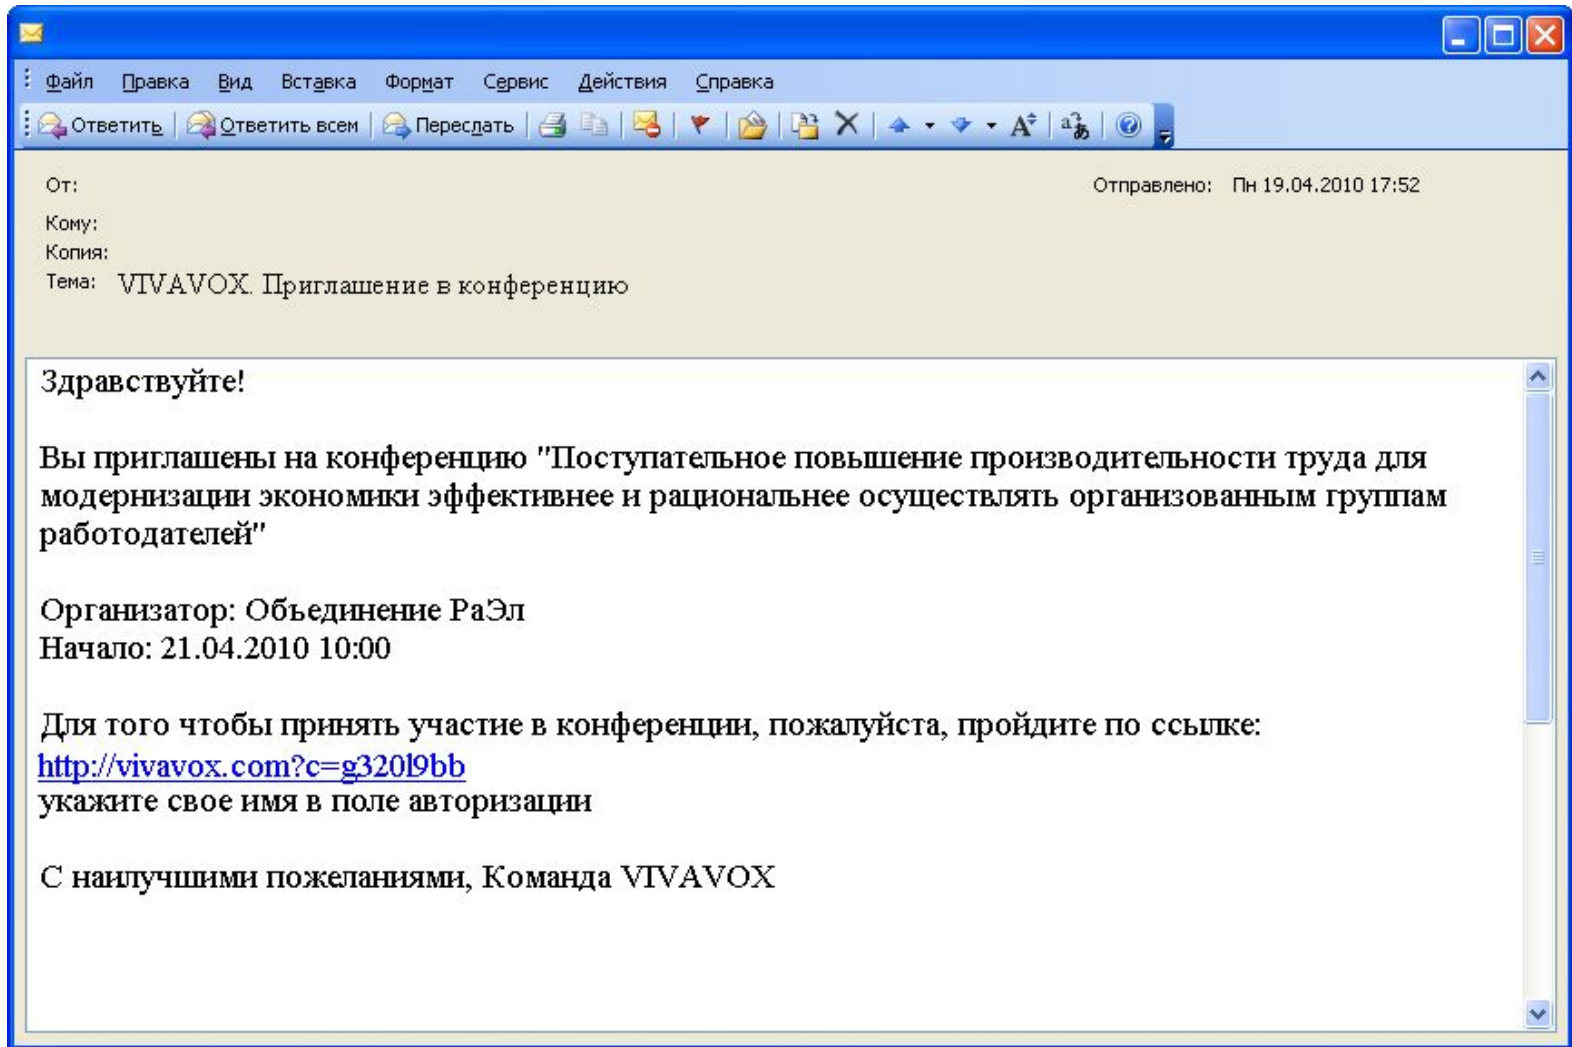 Файл Правка Вид Вставка Формат Сервис Действия Справка
Ответить Ответить всем Переслать
От:
Отправлено: Пн 19.04.2010 17:52
Кому:
Копия:
Тема: VIVAVOX. Приглашение в конференцию
Здравствуйте!
Вы приглашены на конференцию "Поступательное повышение производительности труда для
модернизации экономики эффективнее и рациональнее осуществлять организованным группам
работодателей"
Организатор: Объединение РаЭл
Начало: 21.04.2010 10:00
Для того чтобы принять участие в конференции, пожалуйста, пройдите по ссылке:
http://vivavox.com?c=g320l9bb
укажите свое имя в поле авторизации
С наилучшими пожеланиями, Команда VIVAVOX